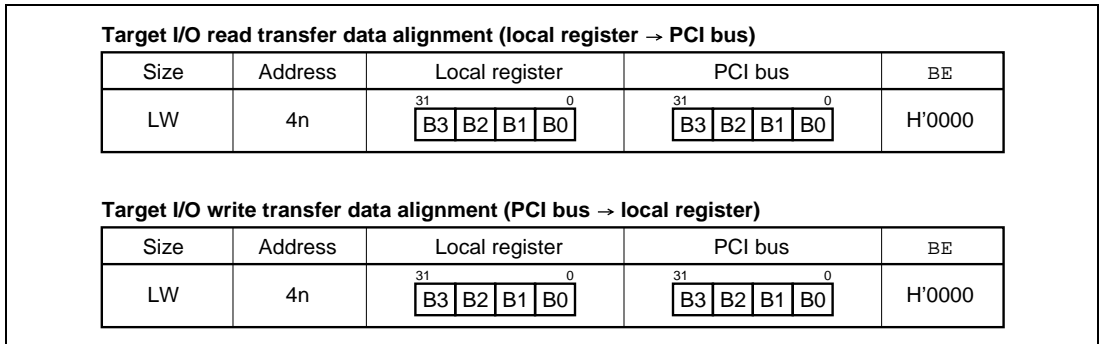 Target I/O read transfer data alignment (local register → PCI bus)
Size Address Local register PCI bus BE
31 0 31 0
LW 4n B3 B2 B1 B0 B3 B2 B1 B0 H'0000
Target I/O write transfer data alignment (PCI bus → local register)
Size Address Local register PCI bus BE
31 0 31 0
LW 4n B3 B2 B1 B0 B3 B2 B1 B0 H'0000